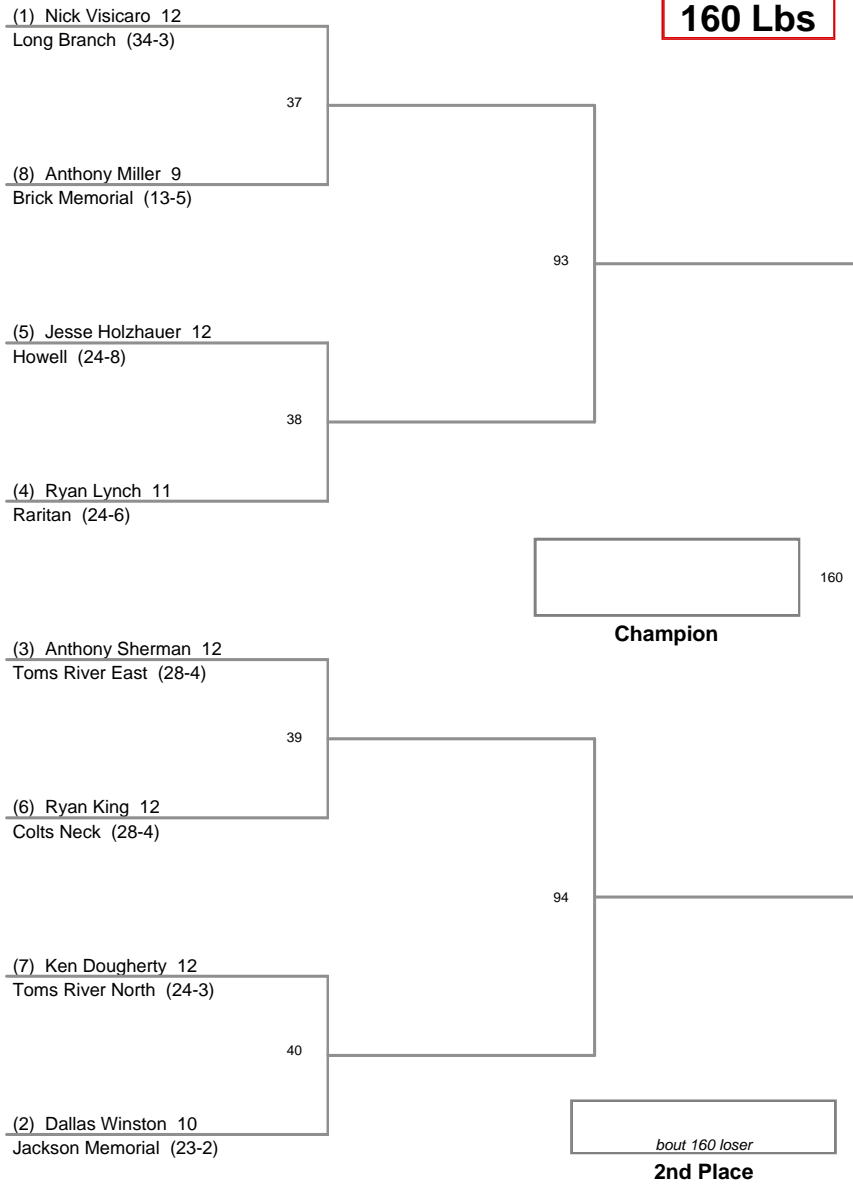 160 Lbs
(1) Nick Visicaro 12
Long Branch (34-3)
37
(8) Anthony Miller 9
Brick Memorial (13-5)
93
(5) Jesse Holzhauer 12
Howell (24-8)
38
(4) Ryan Lynch 11
Raritan (24-6)
160
Champion
(3) Anthony Sherman 12
Toms River East (28-4)
39
(6) Ryan King 12
Colts Neck (28-4)
94
(7) Ken Dougherty 12
Toms River North (24-3)
40
(2) Dallas Winston 10
Jackson Memorial (23-2)
bout 160 loser
2nd Place